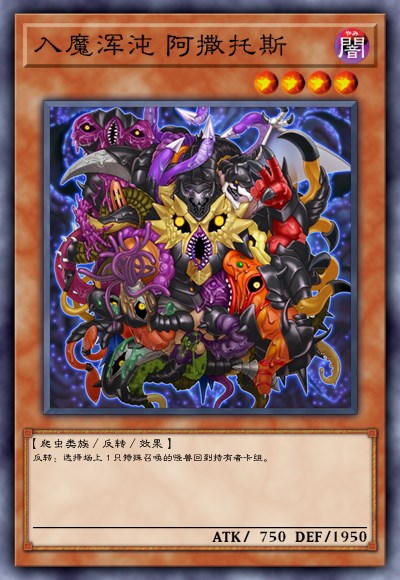 入魔浑沌 阿撒托斯
やみ
闇
【爬虫类族／反转／效果】
反转：选择场上1只特殊召唤的怪兽回到持有者卡组。
ATK/ 750 DEF/1950